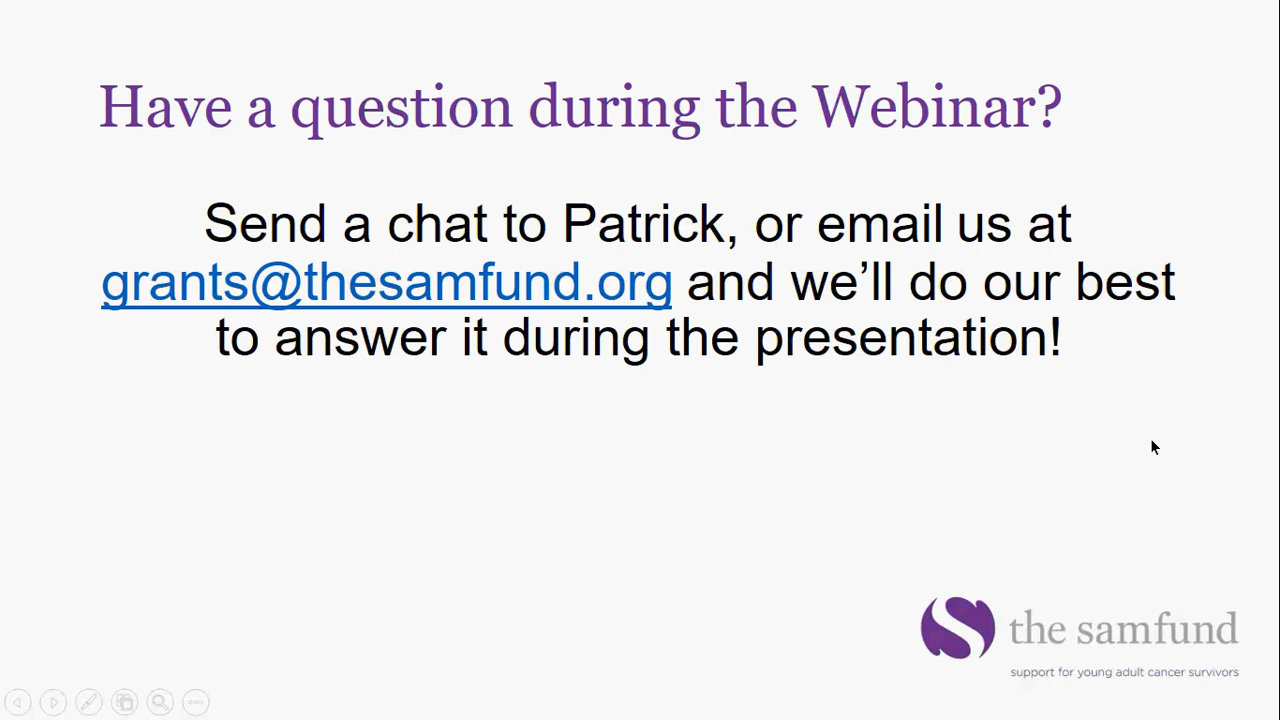 Have a question during the Webinar?
Send a chat to Patrick, or email us at
grants@thesamfund.org and we’ll do our best
to answer it during the presentation!
the samfund
support for young adult cancer survivors